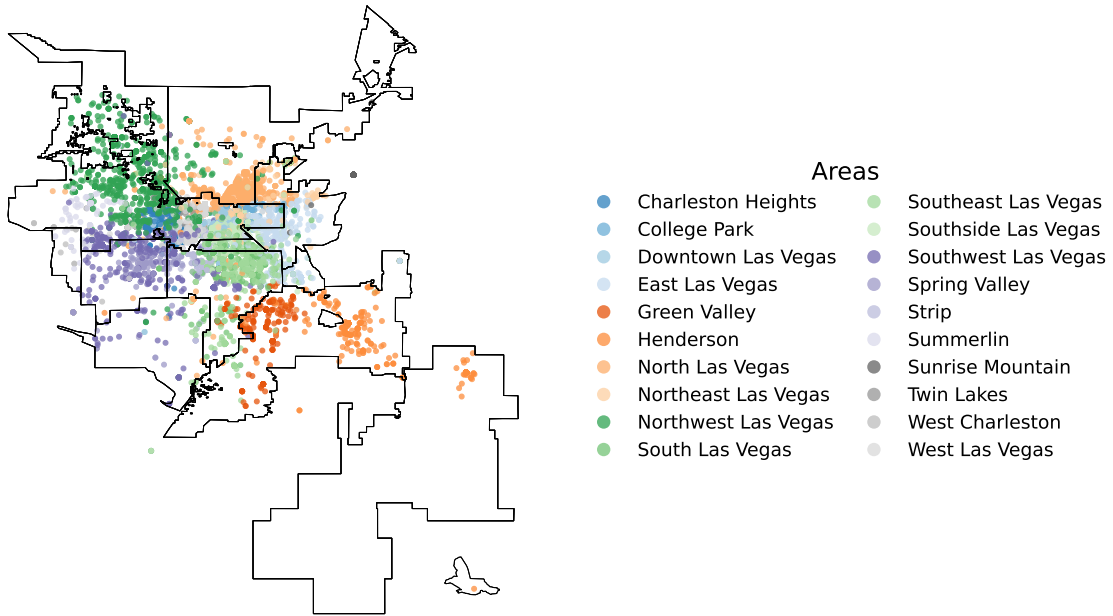 Areas
Charleston Heights
College Park
Downtown Las Vegas
East Las Vegas
Green Valley
Henderson
North Las Vegas
Northeast Las Vegas
Northwest Las Vegas
South Las Vegas
Southeast Las Vegas
Southside Las Vegas
Southwest Las Vegas
Spring Valley
Strip
Summerlin
Sunrise Mountain
Twin Lakes
West Charleston
West Las Vegas